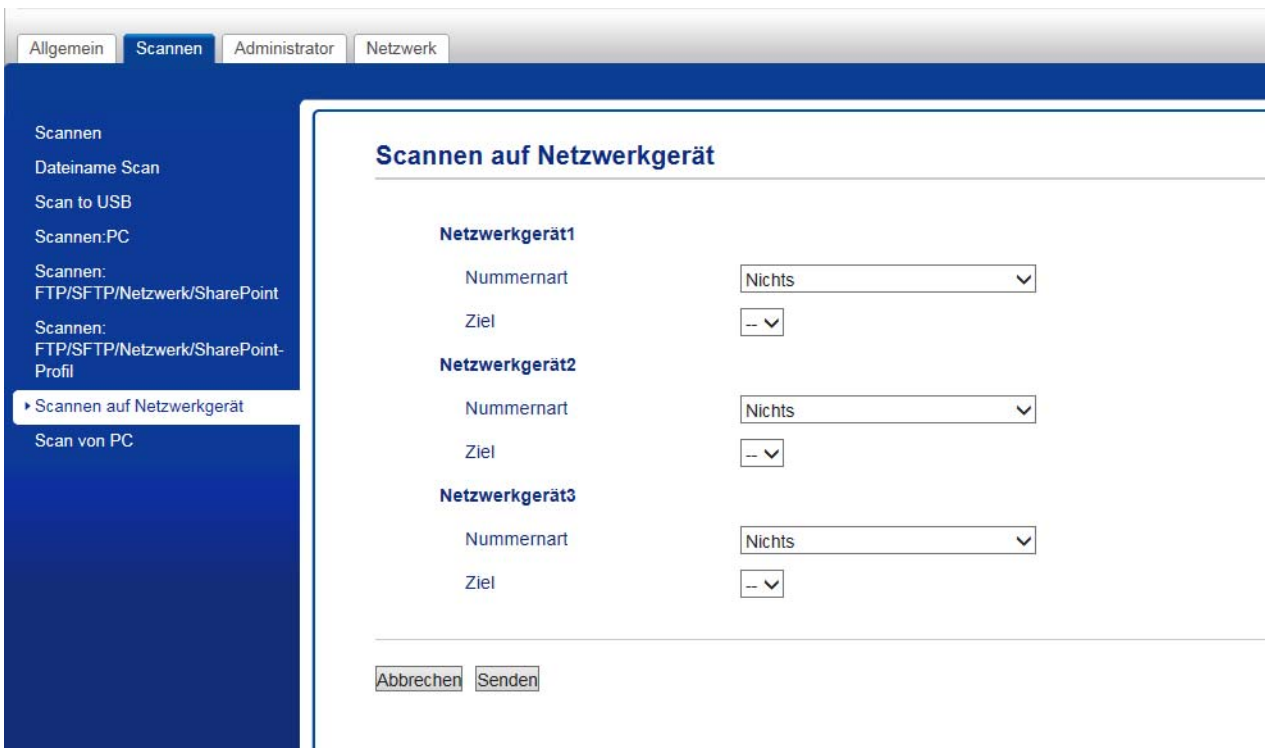 Allgemein Scannen Administrator Netzwerk
Scannen
Dateiname Scan
Scan to USB
Scannen:PC
Scannen:
FTP/SFTP/Netzwerk/SharePoint
Scannen:
FTP/SFTP/Netzwerk/SharePoint-
Profil
Scannen auf Netzwerkgerät
Scan von PC
Scannen auf Netzwerkgerät
Netzwerkgerät1
Nummernart Nichts
Ziel --
Netzwerkgerät2
Nummernart Nichts
Ziel --
Netzwerkgerät3
Nummernart Nichts
Ziel --
Abbrechen Senden